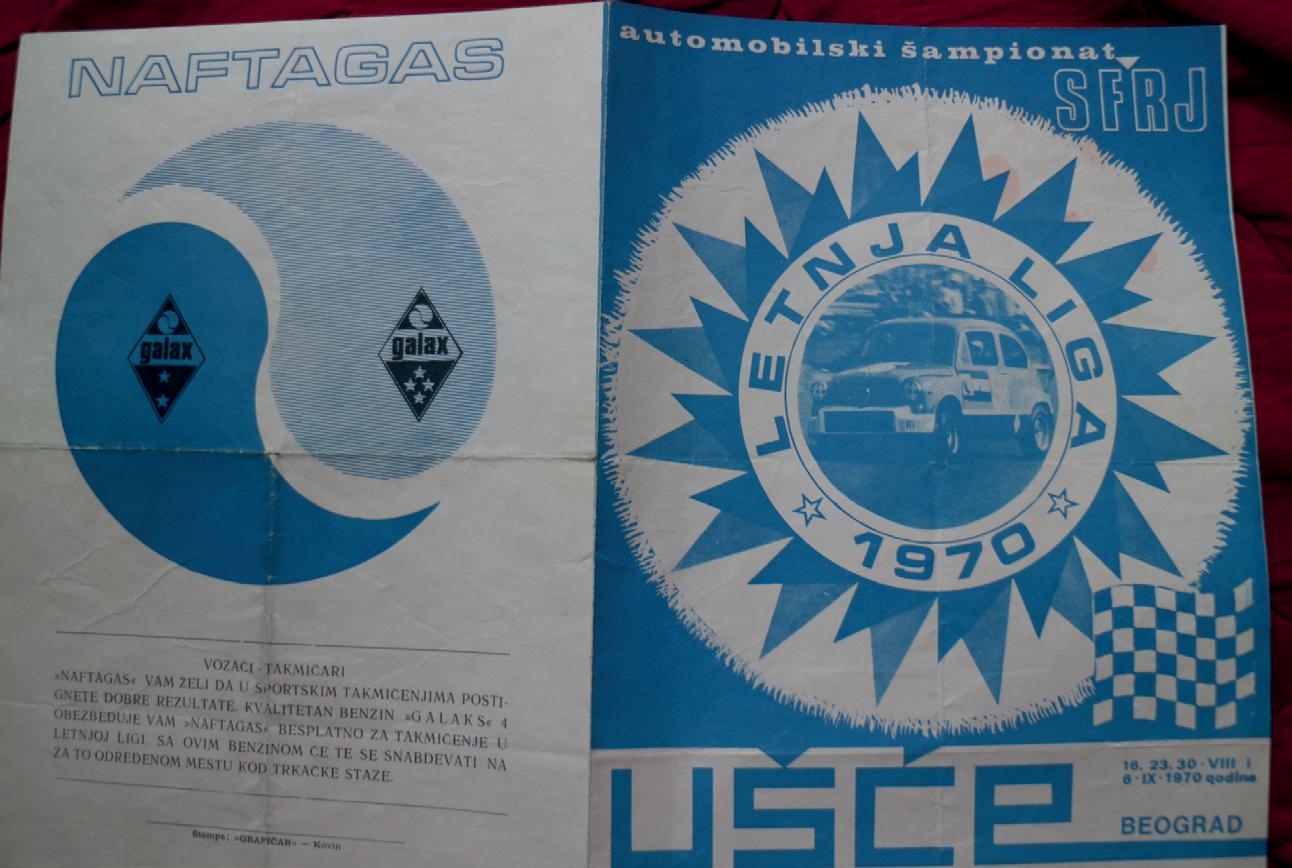 NAFTAGAS
galax
galax
VOZAČI - TAKMIČARI
»NAFTAGAS« VAM ŽELI DA U SPORTSKIM TAKMIČENJIMA POSTI-
GNETE DOBRE REZULTATE. KVALITETAN BENZIN »GALAKS« 4
OBEZBEĐUJE VAM »NAFTAGAS« BESPLATNO ZA TAKMIČENJE U
LETNJOJ LIGI. SA OVIM BENZINOM ĆE TE SE SNABDEVATI NA
ZA TO ODREĐENOM MESTU KOD TRKAČKE STAZE.
Štampa: »GRAFIČAR« — Kovin
automobilski šampionat
SFRJ
LETNJA LIGA
1970
UŠĆE
16. 23. 30 · VIII i
6 · IX · 1970 godine
BEOGRAD